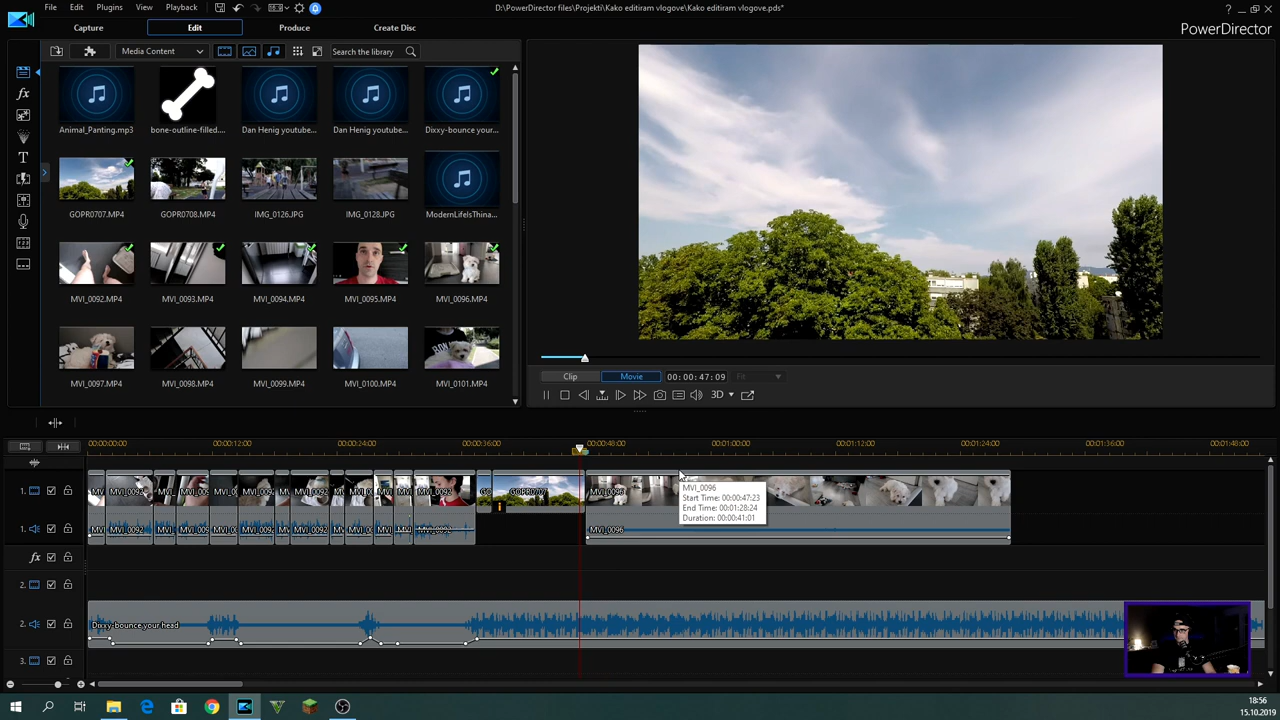 File Edit Plugins View Playback
D:\PowerDirector files\Projekti\Kako editiram vlogove\Kako editiram vlogove.pds*
Capture Edit Produce Create Disc
PowerDirector
Media Content
Search the library
Animal_Panting.mp3 bone-outline-filled.... Dan Henig youtube... Dan Henig youtube... Dixxy-bounce your...
GOPR0707.MP4 GOPR0708.MP4 IMG_0126.JPG IMG_0128.JPG ModernLifeIsThina...
MVI_0092.MP4 MVI_0093.MP4 MVI_0094.MP4 MVI_0095.MP4 MVI_0096.MP4
MVI_0097.MP4 MVI_0098.MP4 MVI_0099.MP4 MVI_0100.MP4 MVI_0101.MP4
Clip Movie 00:00:47:09 Fit
3D
00:00:00:00 00:00:12:00 00:00:24:00 00:00:36:00 00:00:48:00 00:01:00:00 00:01:12:00 00:01:24:00 00:01:36:00 00:01:48:00
1.
MVI_0096
Start Time: 00:00:47:23
End Time: 00:01:28:24
Duration: 00:00:41:01
1.
MVI_0096
fx
2.
2.
Dixxy-bounce your head
3.
18:56
15.10.2019